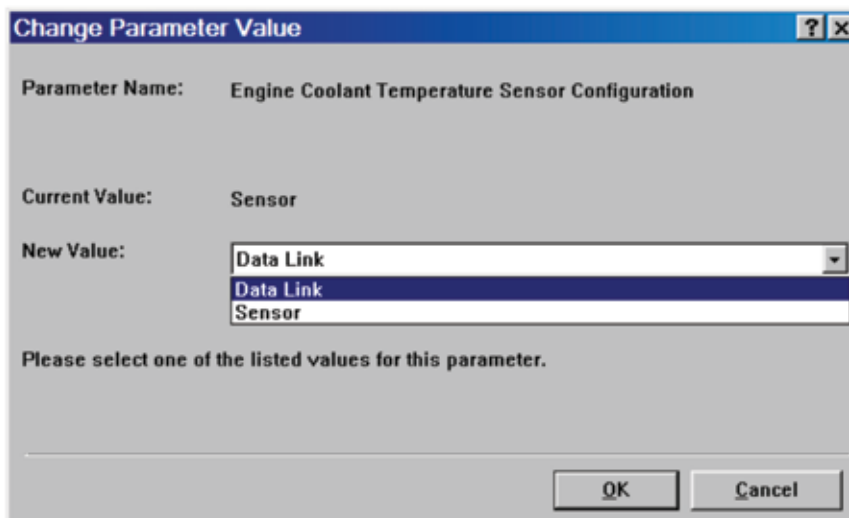 Change Parameter Value
Parameter Name: Engine Coolant Temperature Sensor Configuration
Current Value: Sensor
New Value: Data Link
Data Link
Sensor
Please select one of the listed values for this parameter.
OK Cancel